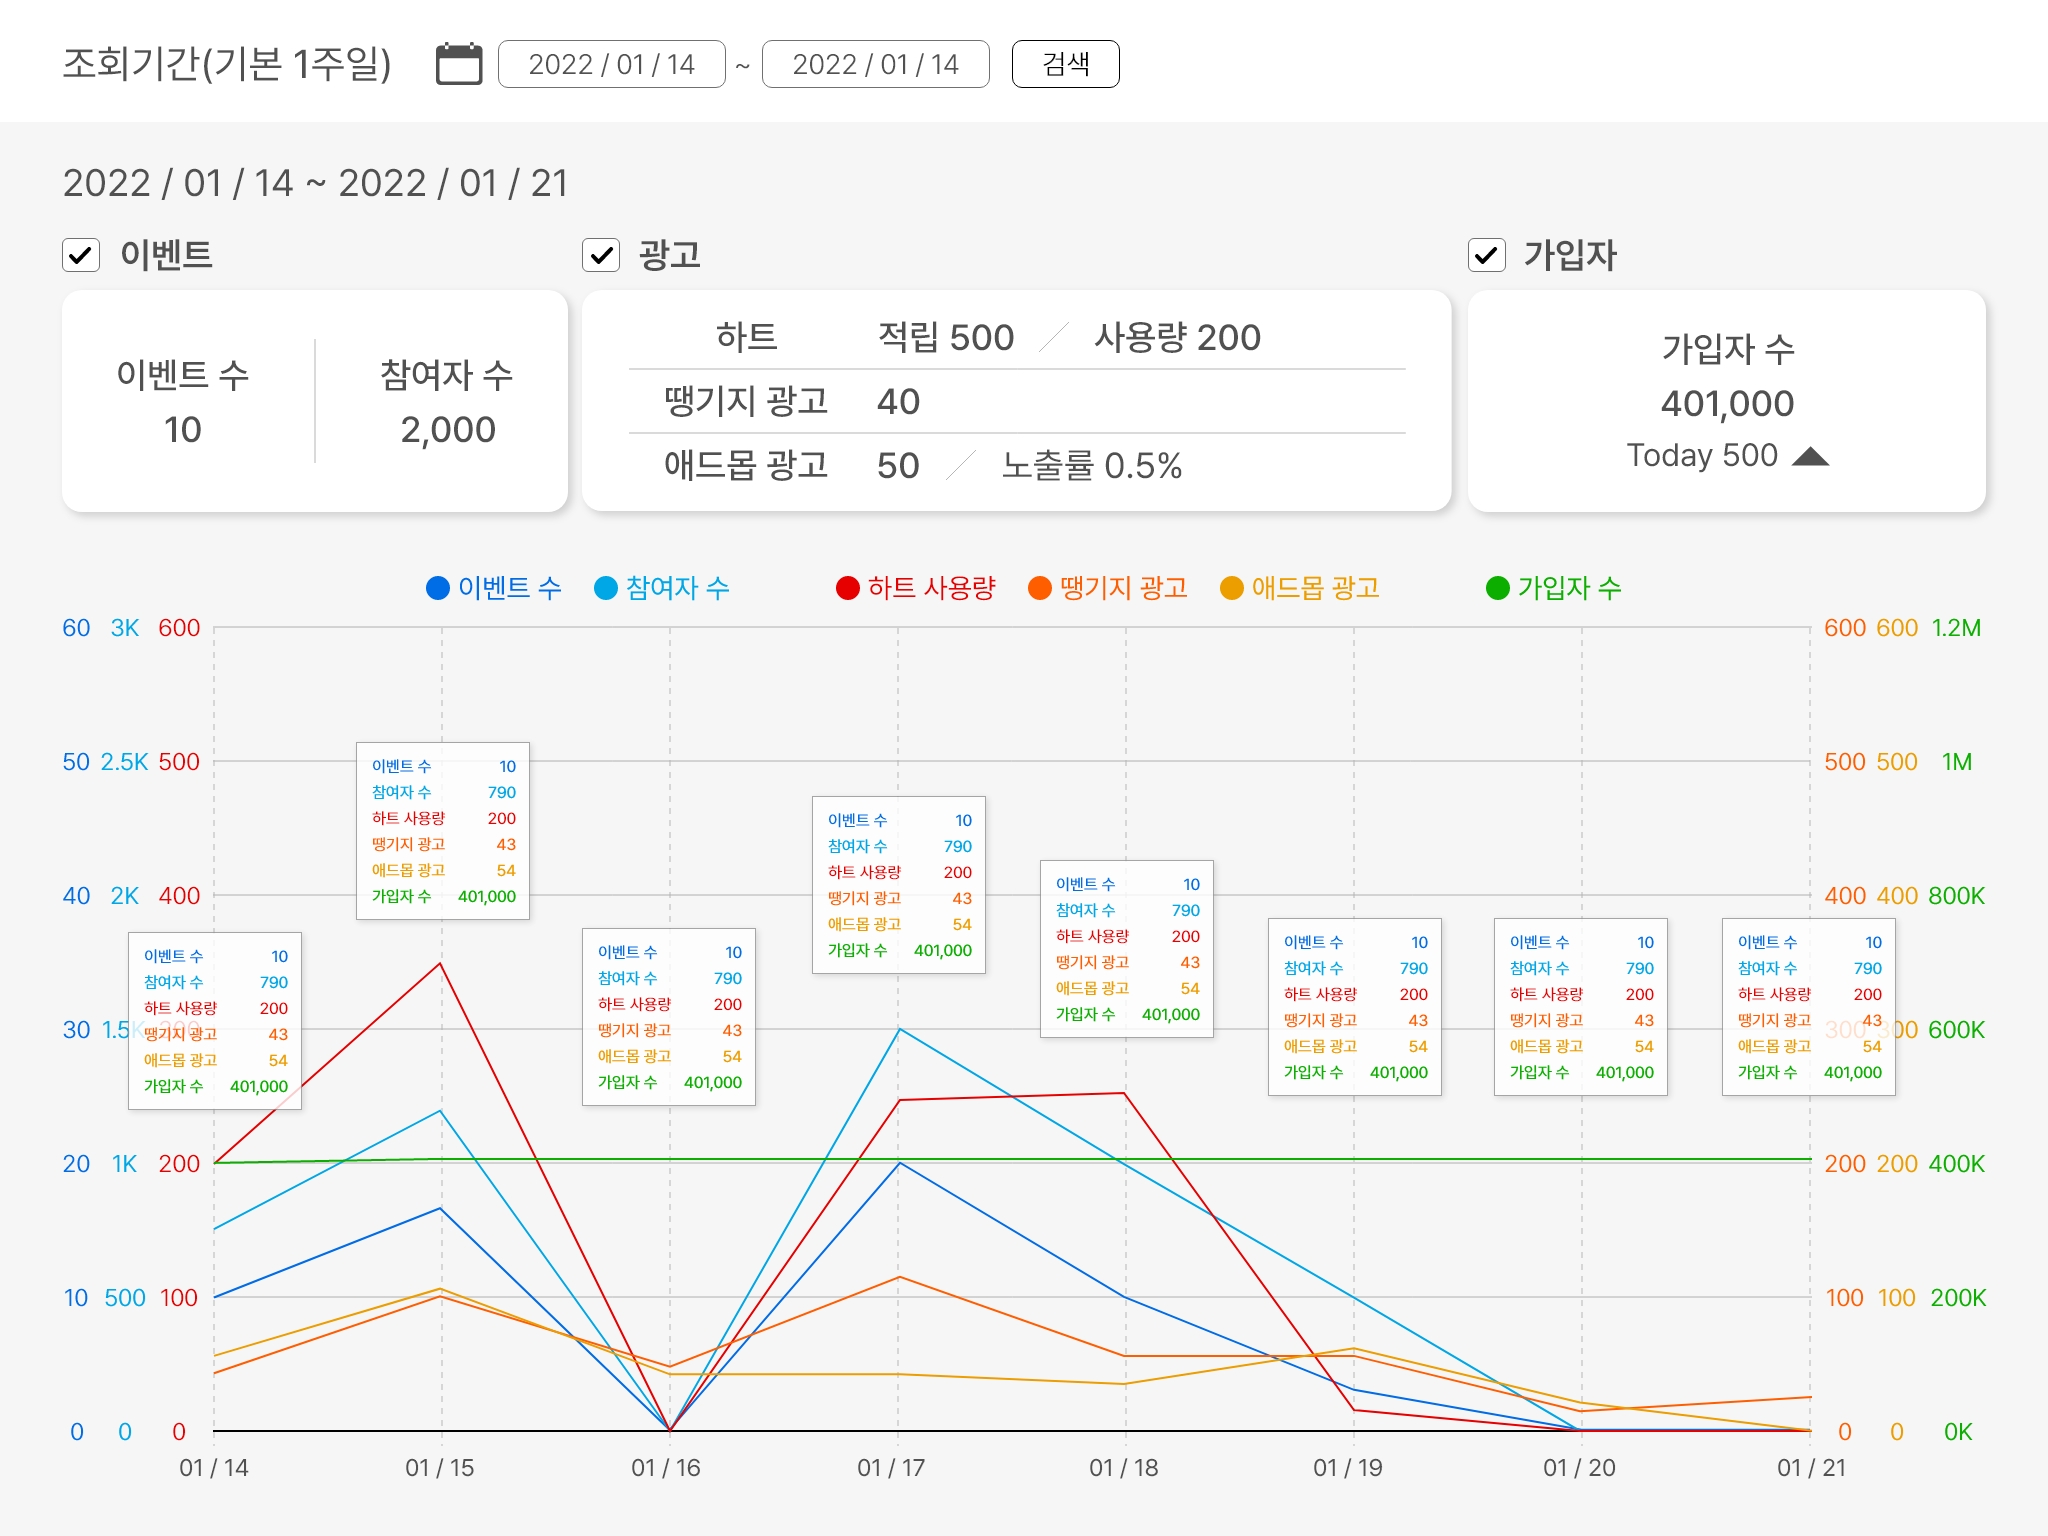 조회기간(기본 1주일) 2022 / 01 / 14 ~ 2022 / 01 / 14 검색
2022 / 01 / 14 ~ 2022 / 01 / 21
이벤트
이벤트 수
10
참여자 수
2,000
광고
하트 적립 500 ／ 사용량 200
땡기지 광고 40
애드몹 광고 50 ／ 노출률 0.5%
가입자
가입자 수
401,000
Today 500 ▲
이벤트 수 참여자 수 하트 사용량 땡기지 광고 애드몹 광고 가입자 수
60 3K 600
600 600 1.2M
50 2.5K 500
500 500 1M
40 2K 400
400 400 800K
30 1.5K 300
300 300 600K
20 1K 200
200 200 400K
10 500 100
100 100 200K
0 0 0
0 0 0K
이벤트 수 10
참여자 수 790
하트 사용량 200
땡기지 광고 43
애드몹 광고 54
가입자 수 401,000
이벤트 수 10
참여자 수 790
하트 사용량 200
땡기지 광고 43
애드몹 광고 54
가입자 수 401,000
이벤트 수 10
참여자 수 790
하트 사용량 200
땡기지 광고 43
애드몹 광고 54
가입자 수 401,000
이벤트 수 10
참여자 수 790
하트 사용량 200
땡기지 광고 43
애드몹 광고 54
가입자 수 401,000
이벤트 수 10
참여자 수 790
하트 사용량 200
땡기지 광고 43
애드몹 광고 54
가입자 수 401,000
이벤트 수 10
참여자 수 790
하트 사용량 200
땡기지 광고 43
애드몹 광고 54
가입자 수 401,000
이벤트 수 10
참여자 수 790
하트 사용량 200
땡기지 광고 43
애드몹 광고 54
가입자 수 401,000
이벤트 수 10
참여자 수 790
하트 사용량 200
땡기지 광고 43
애드몹 광고 54
가입자 수 401,000
01 / 14 01 / 15 01 / 16 01 / 17 01 / 18 01 / 19 01 / 20 01 / 21